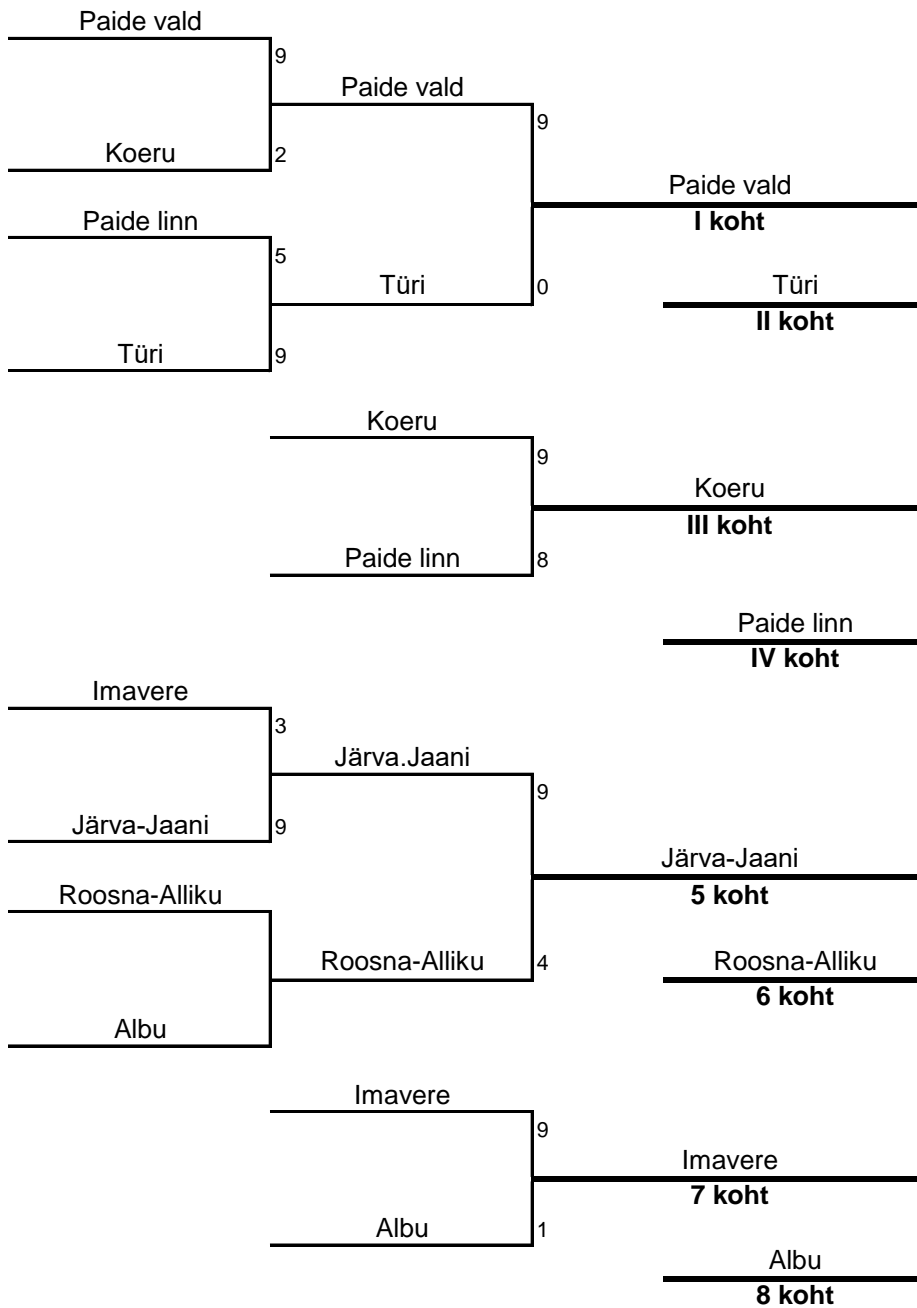 Paide vald
9
Paide vald
9
Koeru
2
Paide vald
I koht
Paide linn
5
Türi
0
Türi
II koht
Türi
9
Koeru
9
Koeru
III koht
Paide linn
8
Paide linn
IV koht
Imavere
3
Järva.Jaani
9
Järva-Jaani
9
Järva-Jaani
5 koht
Roosna-Alliku
Roosna-Alliku
4
Roosna-Alliku
6 koht
Albu
Imavere
9
Imavere
7 koht
Albu
1
Albu
8 koht